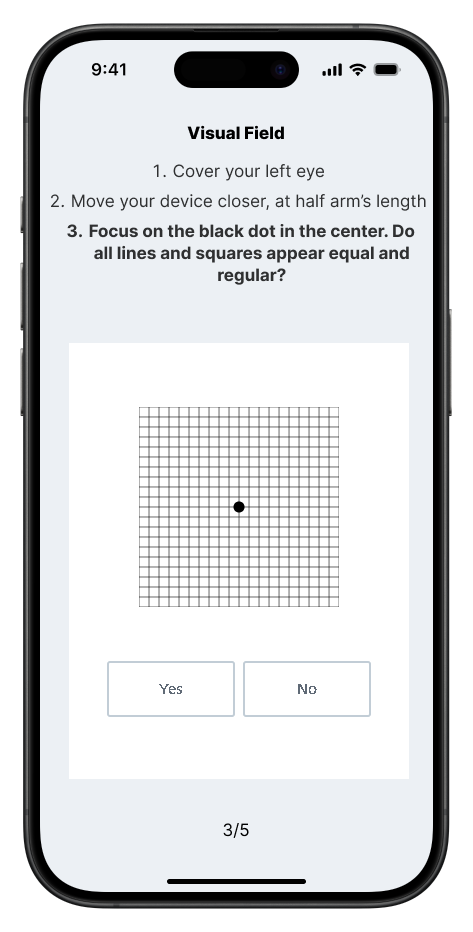 9:41
Visual Field
1. Cover your left eye
2. Move your device closer, at half arm’s length
3. Focus on the black dot in the center. Do
all lines and squares appear equal and
regular?
Yes
No
3/5